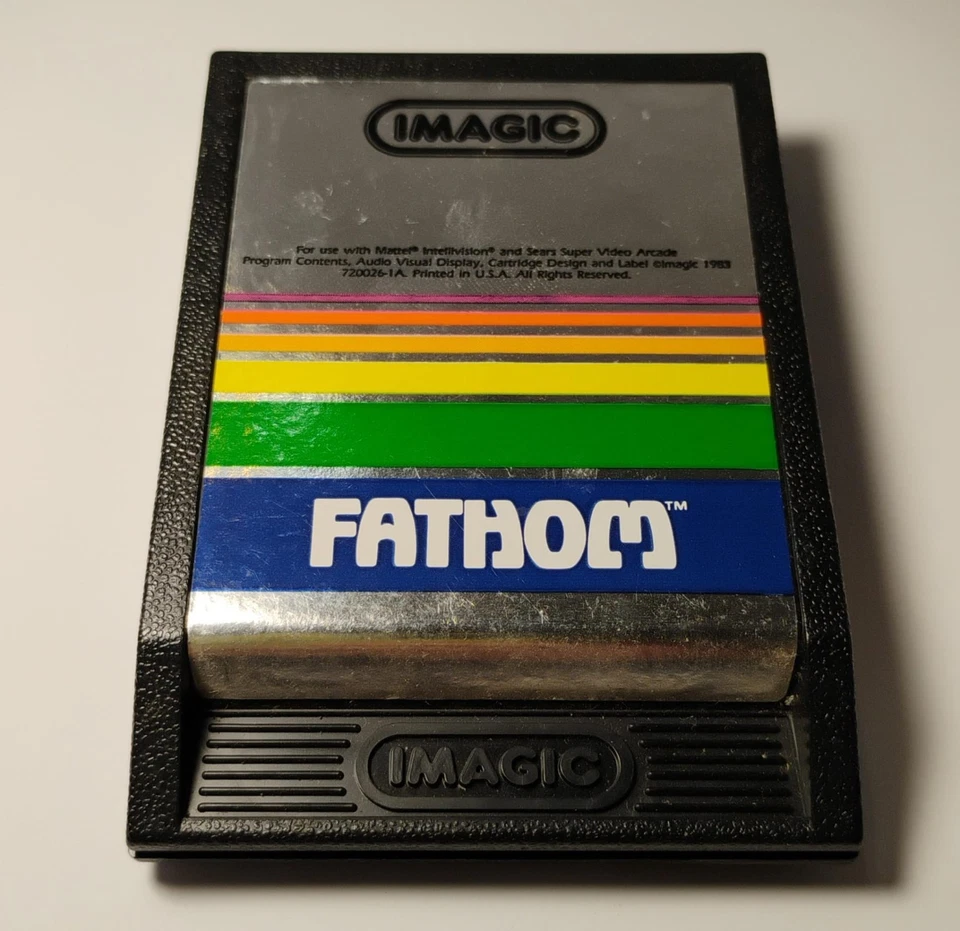 IMAGIC
For use with Mattel® Intellivision® and Sears Super Video Arcade
Program Contents, Audio Visual Display, Cartridge Design and Label ©Imagic 1983
720026-1A. Printed in U.S.A. All Rights Reserved.
FATHOM™
IMAGIC